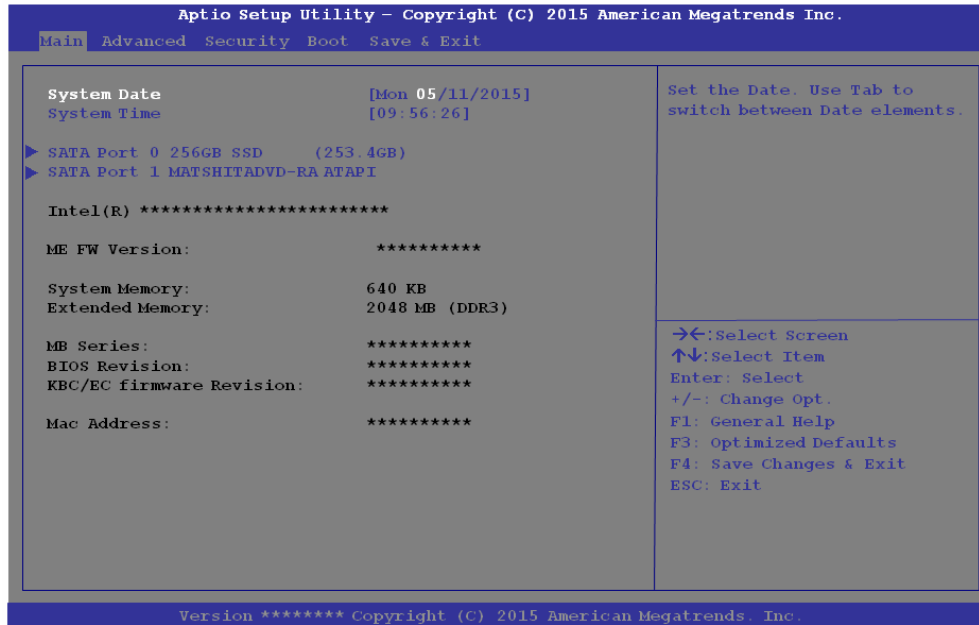 Aptio Setup Utility – Copyright (C) 2015 American Megatrends Inc.
Main Advanced Security Boot Save & Exit
System Date [Mon 05/11/2015]
System Time [09:56:26]
SATA Port 0 256GB SSD (253.4GB)
SATA Port 1 MATSHITADVD-RA ATAPI
Intel(R) ************************
ME FW Version: **********
System Memory: 640 KB
Extended Memory: 2048 MB (DDR3)
MB Series: **********
BIOS Revision: **********
KBC/EC firmware Revision: **********
Mac Address: **********
Set the Date. Use Tab to
switch between Date elements.
→←:Select Screen
↑↓:Select Item
Enter: Select
+/-: Change Opt.
F1: General Help
F3: Optimized Defaults
F4: Save Changes & Exit
ESC: Exit
Version ******** Copyright (C) 2015 American Megatrends. Inc.